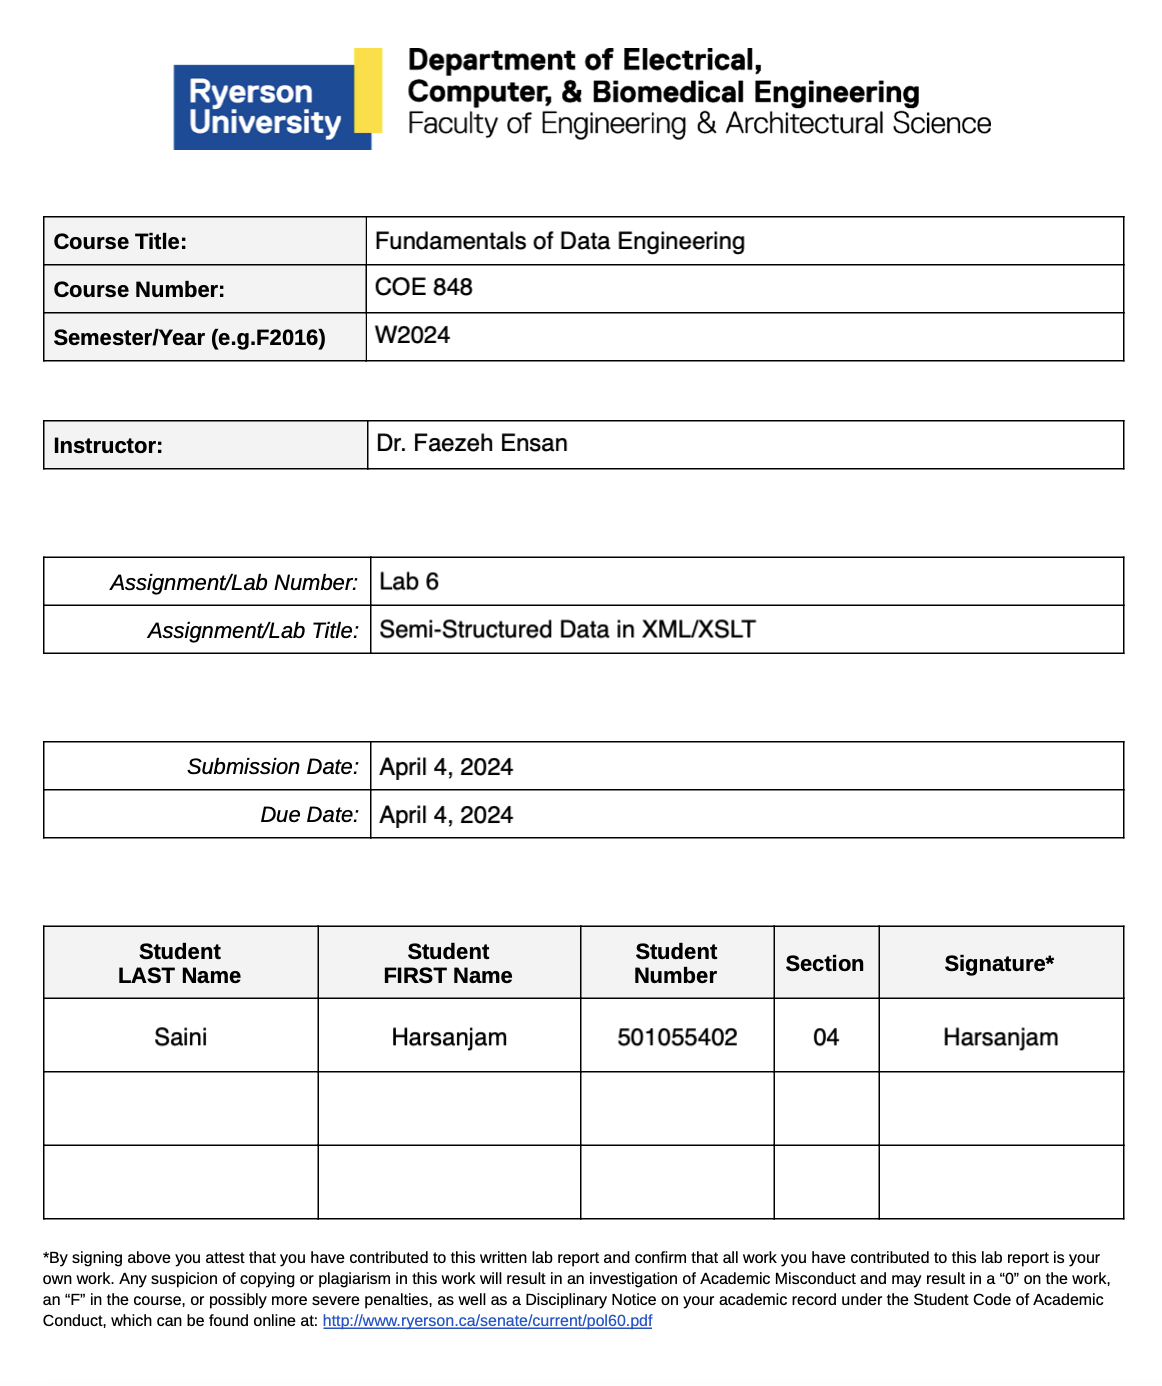 Ryerson
University
Department of Electrical,
Computer, & Biomedical Engineering
Faculty of Engineering & Architectural Science
Course Title: Fundamentals of Data Engineering
Course Number: COE 848
Semester/Year (e.g.F2016) W2024
Instructor: Dr. Faezeh Ensan
Assignment/Lab Number: Lab 6
Assignment/Lab Title: Semi-Structured Data in XML/XSLT
Submission Date: April 4, 2024
Due Date: April 4, 2024
Student LAST Name Student FIRST Name Student Number Section Signature*
Saini Harsanjam 501055402 04 Harsanjam
*By signing above you attest that you have contributed to this written lab report and confirm that all work you have contributed to this lab report is your
own work. Any suspicion of copying or plagiarism in this work will result in an investigation of Academic Misconduct and may result in a “0” on the work,
an “F” in the course, or possibly more severe penalties, as well as a Disciplinary Notice on your academic record under the Student Code of Academic
Conduct, which can be found online at: http://www.ryerson.ca/senate/current/pol60.pdf